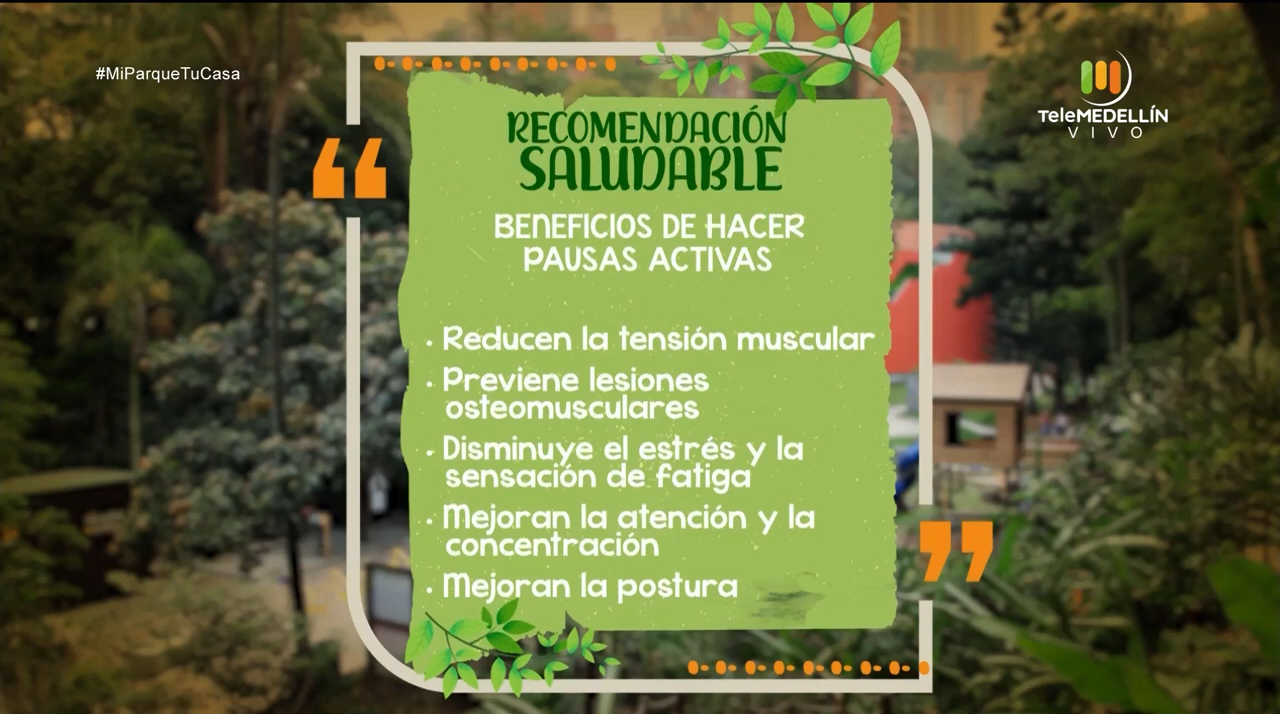 #MiParqueTuCasa
TeleMEDELLÍN
VIVO
“
RECOMENDACIÓN
SALUDABLE
BENEFICIOS DE HACER
PAUSAS ACTIVAS
• Reducen la tensión muscular
• Previene lesiones
osteomusculares
• Disminuye el estrés y la
sensación de fatiga
• Mejoran la atención y la
concentración
• Mejoran la postura
”